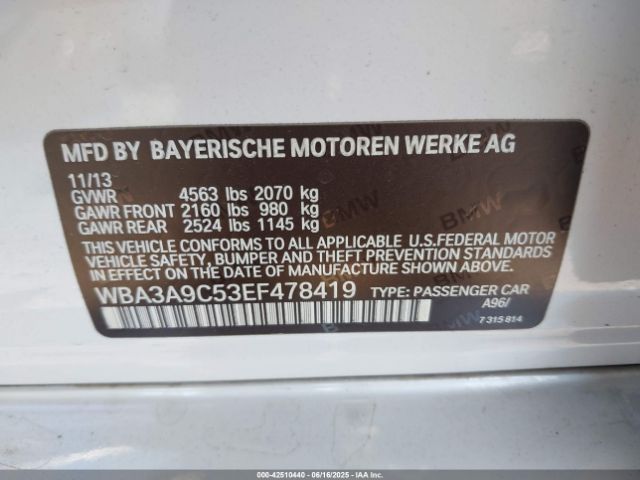 MFD BY BAYERISCHE MOTOREN WERKE AG
11/13
GVWR 4563 lbs 2070 kg
GAWR FRONT 2160 lbs 980 kg
GAWR REAR 2524 lbs 1145 kg
THIS VEHICLE CONFORMS TO ALL APPLICABLE U.S.FEDERAL MOTOR
VEHICLE SAFETY, BUMPER AND THEFT PREVENTION STANDARDS IN
EFFECT ON THE DATE OF MANUFACTURE SHOWN ABOVE.
WBA3A9C53EF478419 TYPE: PASSENGER CAR
A96/
7 315 814
000-42510440 - 06/16/2025 - IAAI.COM